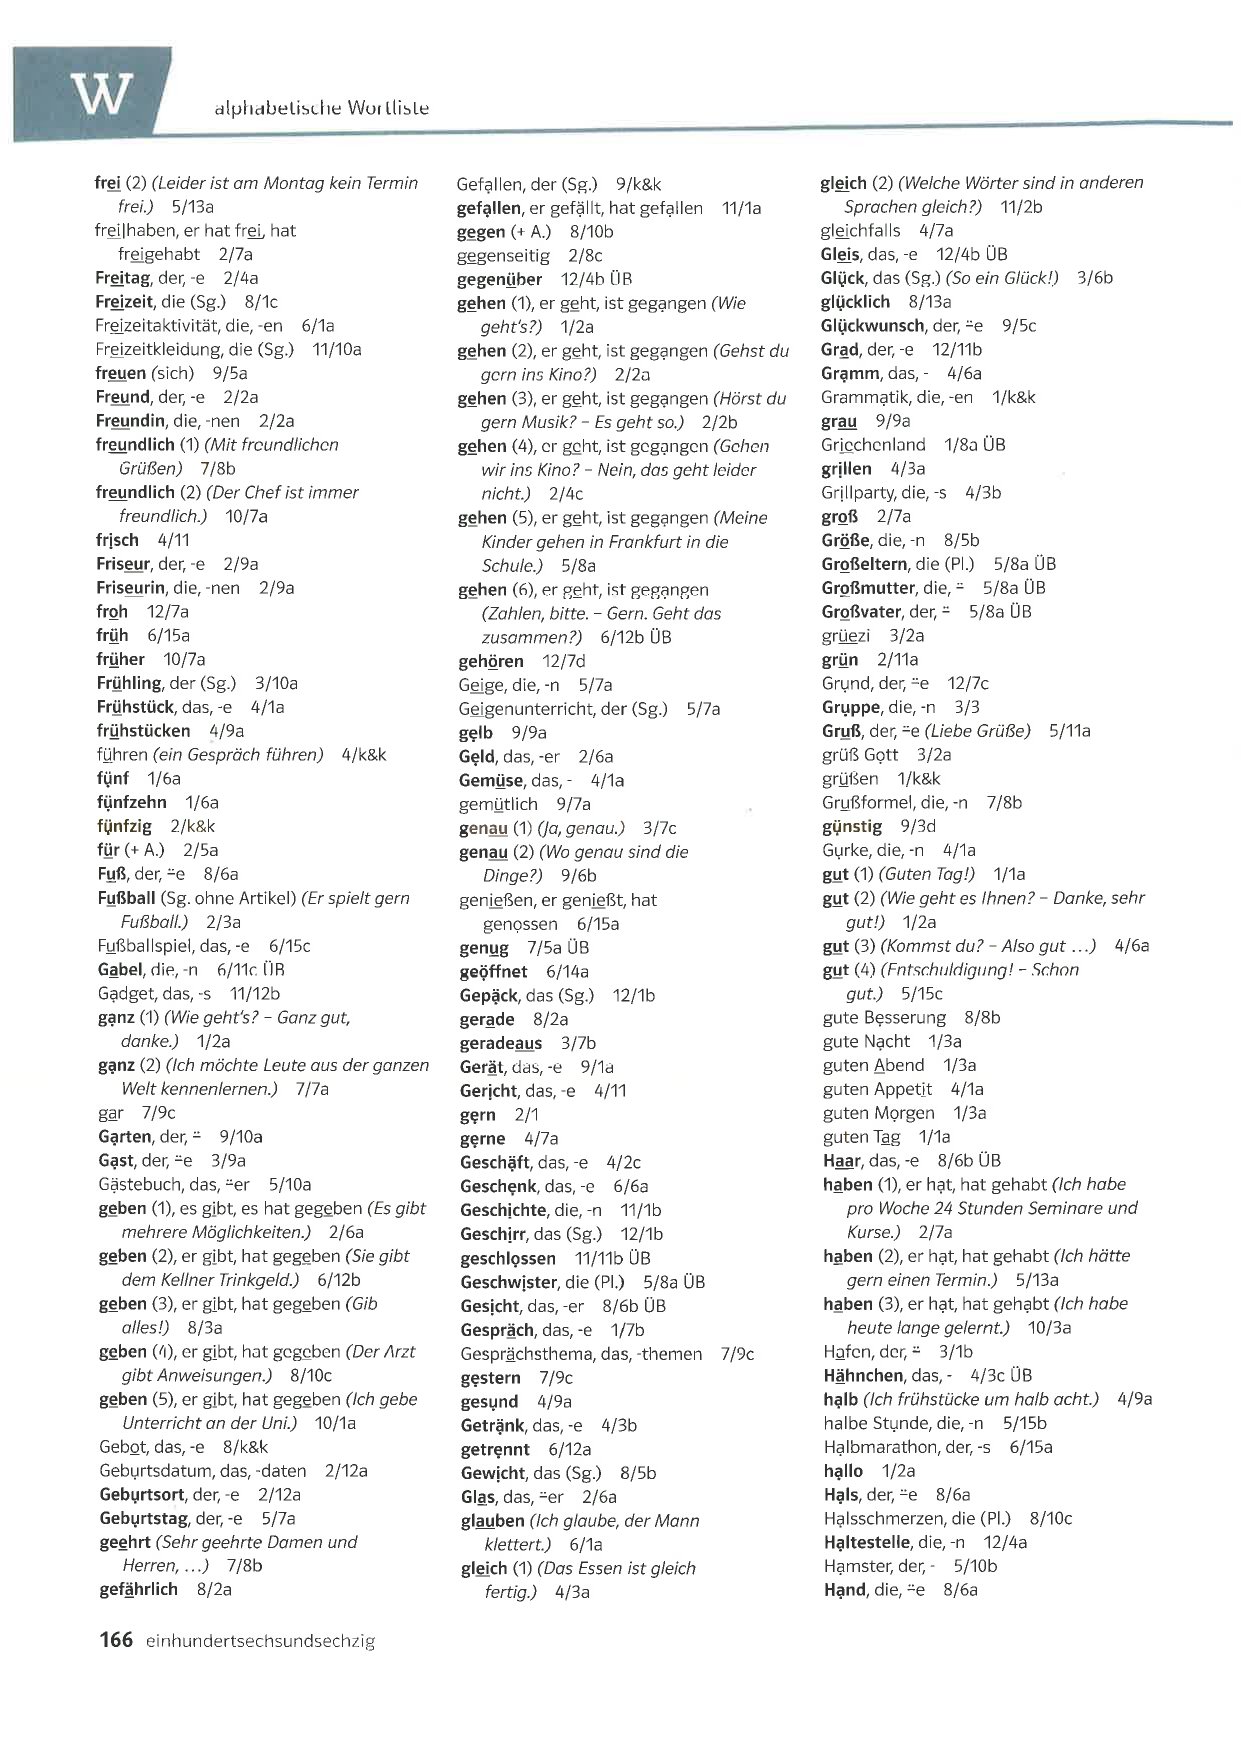 W
alphabetische Wortliste
frei (2) (Leider ist am Montag kein Termin
frei.) 5/13a
frei|haben, er hat frei, hat
freigehabt 2/7a
Freitag, der, -e 2/4a
Freizeit, die (Sg.) 8/1c
Freizeitaktivität, die, -en 6/1a
Freizeitkleidung, die (Sg.) 11/10a
freuen (sich) 9/5a
Freund, der, -e 2/2a
Freundin, die, -nen 2/2a
freundlich (1) (Mit freundlichen
Grüßen) 7/8b
freundlich (2) (Der Chef ist immer
freundlich.) 10/7a
frisch 4/11
Friseur, der, -e 2/9a
Friseurin, die, -nen 2/9a
froh 12/7a
früh 6/15a
früher 10/7a
Frühling, der (Sg.) 3/10a
Frühstück, das, -e 4/1a
frühstücken 4/9a
führen (ein Gespräch führen) 4/k&k
fünf 1/6a
fünfzehn 1/6a
fünfzig 2/k&k
für (+ A.) 2/5a
Fuß, der, ¨-e 8/6a
Fußball (Sg. ohne Artikel) (Er spielt gern
Fußball.) 2/3a
Fußballspiel, das, -e 6/15c
Gabel, die, -n 6/11c ÜB
Gadget, das, -s 11/12b
ganz (1) (Wie geht's? – Ganz gut,
danke.) 1/2a
ganz (2) (Ich möchte Leute aus der ganzen
Welt kennenlernen.) 7/7a
gar 7/9c
Garten, der, ¨- 9/10a
Gast, der, ¨-e 3/9a
Gästebuch, das, ¨-er 5/10a
geben (1), es gibt, es hat gegeben (Es gibt
mehrere Möglichkeiten.) 2/6a
geben (2), er gibt, hat gegeben (Sie gibt
dem Kellner Trinkgeld.) 6/12b
geben (3), er gibt, hat gegeben (Gib
alles!) 8/3a
geben (4), er gibt, hat gegeben (Der Arzt
gibt Anweisungen.) 8/10c
geben (5), er gibt, hat gegeben (Ich gebe
Unterricht an der Uni.) 10/1a
Gebot, das, -e 8/k&k
Geburtsdatum, das, -daten 2/12a
Geburtsort, der, -e 2/12a
Geburtstag, der, -e 5/7a
geehrt (Sehr geehrte Damen und
Herren, …) 7/8b
gefährlich 8/2a
Gefallen, der (Sg.) 9/k&k
gefallen, er gefällt, hat gefallen 11/1a
gegen (+ A.) 8/10b
gegenseitig 2/8c
gegenüber 12/4b ÜB
gehen (1), er geht, ist gegangen (Wie
geht's?) 1/2a
gehen (2), er geht, ist gegangen (Gehst du
gern ins Kino?) 2/2a
gehen (3), er geht, ist gegangen (Hörst du
gern Musik? – Es geht so.) 2/2b
gehen (4), er geht, ist gegangen (Gehen
wir ins Kino? – Nein, das geht leider
nicht.) 2/4c
gehen (5), er geht, ist gegangen (Meine
Kinder gehen in Frankfurt in die
Schule.) 5/8a
gehen (6), er geht, ist gegangen
(Zahlen, bitte. – Gern. Geht das
zusammen?) 6/12b ÜB
gehören 12/7d
Geige, die, -n 5/7a
Geigenunterricht, der (Sg.) 5/7a
gelb 9/9a
Geld, das, -er 2/6a
Gemüse, das, - 4/1a
gemütlich 9/7a
genau (1) (Ja, genau.) 3/7c
genau (2) (Wo genau sind die
Dinge?) 9/6b
genießen, er genießt, hat
genossen 6/15a
genug 7/5a ÜB
geöffnet 6/14a
Gepäck, das (Sg.) 12/1b
gerade 8/2a
geradeaus 3/7b
Gerät, das, -e 9/1a
Gericht, das, -e 4/11
gern 2/1
gerne 4/7a
Geschäft, das, -e 4/2c
Geschenk, das, -e 6/6a
Geschichte, die, -n 11/1b
Geschirr, das (Sg.) 12/1b
geschlossen 11/11b ÜB
Geschwister, die (Pl.) 5/8a ÜB
Gesicht, das, -er 8/6b ÜB
Gespräch, das, -e 1/7b
Gesprächsthema, das, -themen 7/9c
gestern 7/9c
gesund 4/9a
Getränk, das, -e 4/3b
getrennt 6/12a
Gewicht, das (Sg.) 8/5b
Glas, das, ¨-er 2/6a
glauben (Ich glaube, der Mann
klettert.) 6/1a
gleich (1) (Das Essen ist gleich
fertig.) 4/3a
gleich (2) (Welche Wörter sind in anderen
Sprachen gleich?) 11/2b
gleichfalls 4/7a
Gleis, das, -e 12/4b ÜB
Glück, das (Sg.) (So ein Glück!) 3/6b
glücklich 8/13a
Glückwunsch, der, ¨-e 9/5c
Grad, der, -e 12/11b
Gramm, das, - 4/6a
Grammatik, die, -en 1/k&k
grau 9/9a
Griechenland 1/8a ÜB
grillen 4/3a
Grillparty, die, -s 4/3b
groß 2/7a
Größe, die, -n 8/5b
Großeltern, die (Pl.) 5/8a ÜB
Großmutter, die, ¨- 5/8a ÜB
Großvater, der, ¨- 5/8a ÜB
grüezi 3/2a
grün 2/11a
Grund, der, ¨-e 12/7c
Gruppe, die, -n 3/3
Gruß, der, ¨-e (Liebe Grüße) 5/11a
grüß Gott 3/2a
grüßen 1/k&k
Grußformel, die, -n 7/8b
günstig 9/3d
Gurke, die, -n 4/1a
gut (1) (Guten Tag!) 1/1a
gut (2) (Wie geht es Ihnen? – Danke, sehr
gut!) 1/2a
gut (3) (Kommst du? – Also gut …) 4/6a
gut (4) (Entschuldigung! – Schon
gut.) 5/15c
gute Besserung 8/8b
gute Nacht 1/3a
guten Abend 1/3a
guten Appetit 4/1a
guten Morgen 1/3a
guten Tag 1/1a
Haar, das, -e 8/6b ÜB
haben (1), er hat, hat gehabt (Ich habe
pro Woche 24 Stunden Seminare und
Kurse.) 2/7a
haben (2), er hat, hat gehabt (Ich hätte
gern einen Termin.) 5/13a
haben (3), er hat, hat gehabt (Ich habe
heute lange gelernt.) 10/3a
Hafen, der, ¨- 3/1b
Hähnchen, das, - 4/3c ÜB
halb (Ich frühstücke um halb acht.) 4/9a
halbe Stunde, die, -n 5/15b
Halbmarathon, der, -s 6/15a
hallo 1/2a
Hals, der, ¨-e 8/6a
Halsschmerzen, die (Pl.) 8/10c
Haltestelle, die, -n 12/4a
Hamster, der, - 5/10b
Hand, die, ¨-e 8/6a
166 einhundertsechsundsechzig